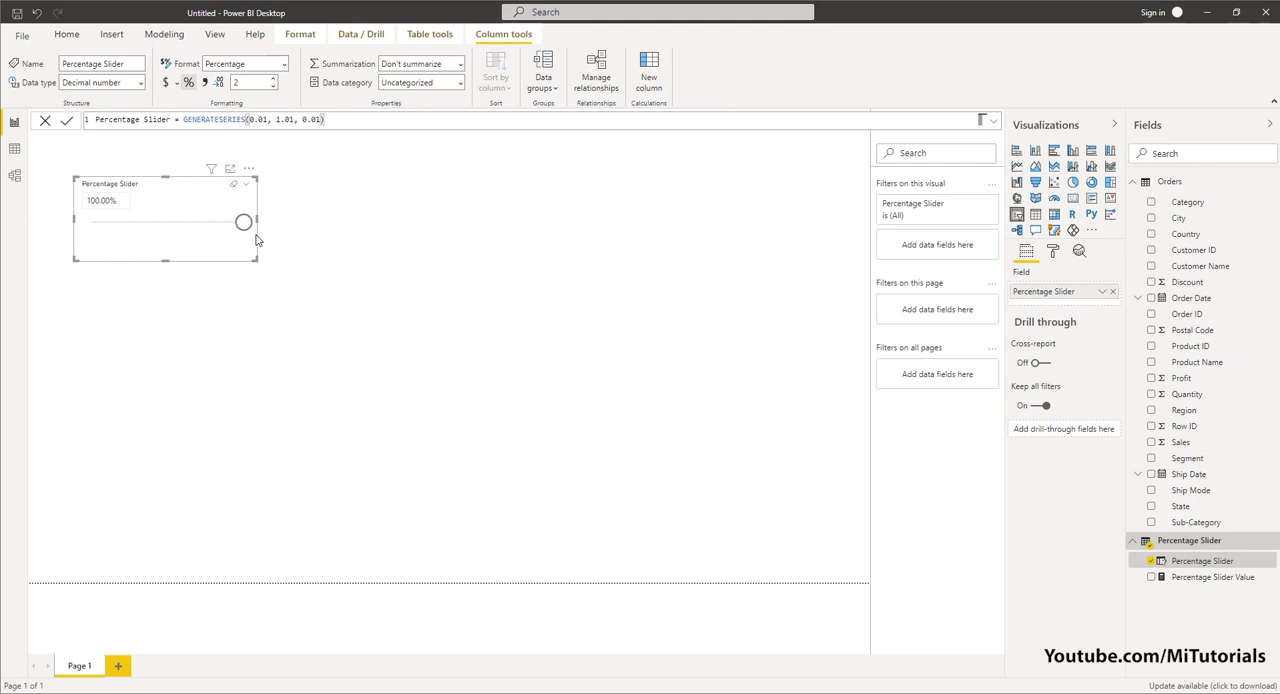 Untitled - Power BI Desktop
Search
Sign in
File
Home
Insert
Modeling
View
Help
Format
Data / Drill
Table tools
Column tools
Name
Percentage Slider
Format
Percentage
Summarization
Don't summarize
Data type
Decimal number
$
%
2
Data category
Uncategorized
Sort by
column
Data
groups
Manage
relationships
New
column
Structure
Formatting
Properties
Sort
Groups
Relationships
Calculations
1 Percentage Slider = GENERATESERIES(0.01, 1.01, 0.01)
Percentage Slider
100.00%
Search
Filters on this visual
Percentage Slider
is (All)
Add data fields here
Filters on this page
Add data fields here
Filters on all pages
Add data fields here
Visualizations
R
Py
Field
Percentage Slider
Drill through
Cross-report
Off
Keep all filters
On
Add drill-through fields here
Fields
Search
Orders
Category
City
Country
Customer ID
Customer Name
Σ Discount
Order Date
Order ID
Σ Postal Code
Product ID
Product Name
Σ Profit
Σ Quantity
Region
Σ Row ID
Σ Sales
Segment
Ship Date
Ship Mode
State
Sub-Category
Percentage Slider
Percentage Slider
Percentage Slider Value
Page 1
Youtube.com/MiTutorials
Page 1 of 1
Update available (click to download)